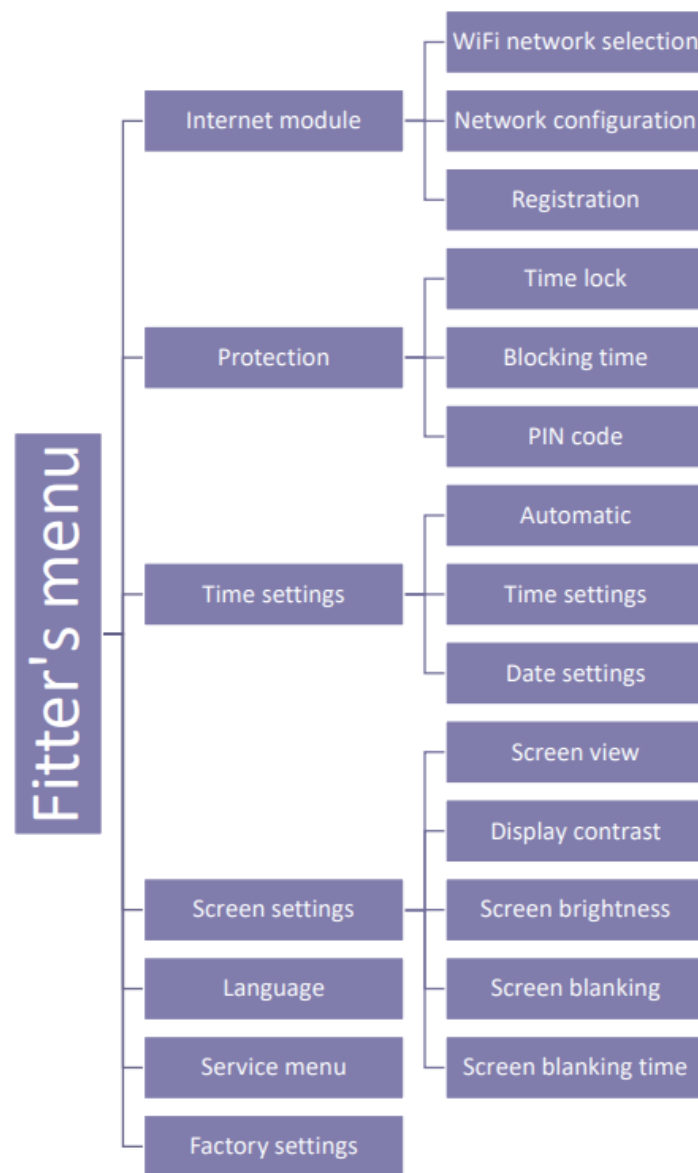 Fitter's menu
Internet module
WiFi network selection
Network configuration
Registration
Protection
Time lock
Blocking time
PIN code
Time settings
Automatic
Time settings
Date settings
Screen settings
Screen view
Display contrast
Screen brightness
Screen blanking
Screen blanking time
Language
Service menu
Factory settings